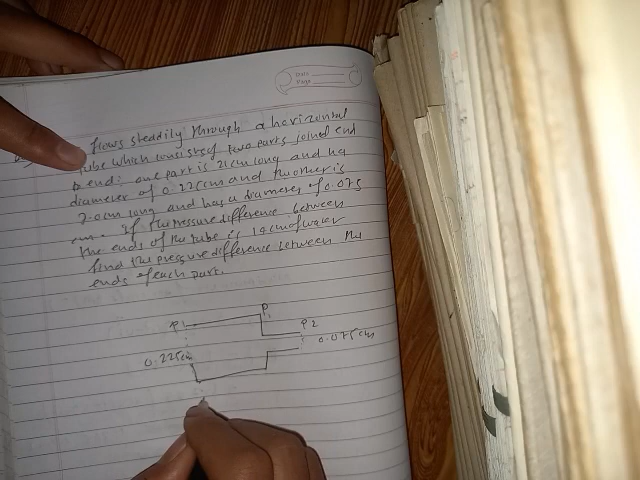 Date
Page
flows steadily through a horizontal
tube which consist of two parts joined end
to end: one part is 21cm long and ha
diameter of 0.225cm and the other is
7.0cm long and has a diameter of 0.075
cm. If the pressure difference between
the ends of the tube is 14cm of water
find the pressure difference between the
ends of each part.
P1
P
P2
0.225cm
0.075cm